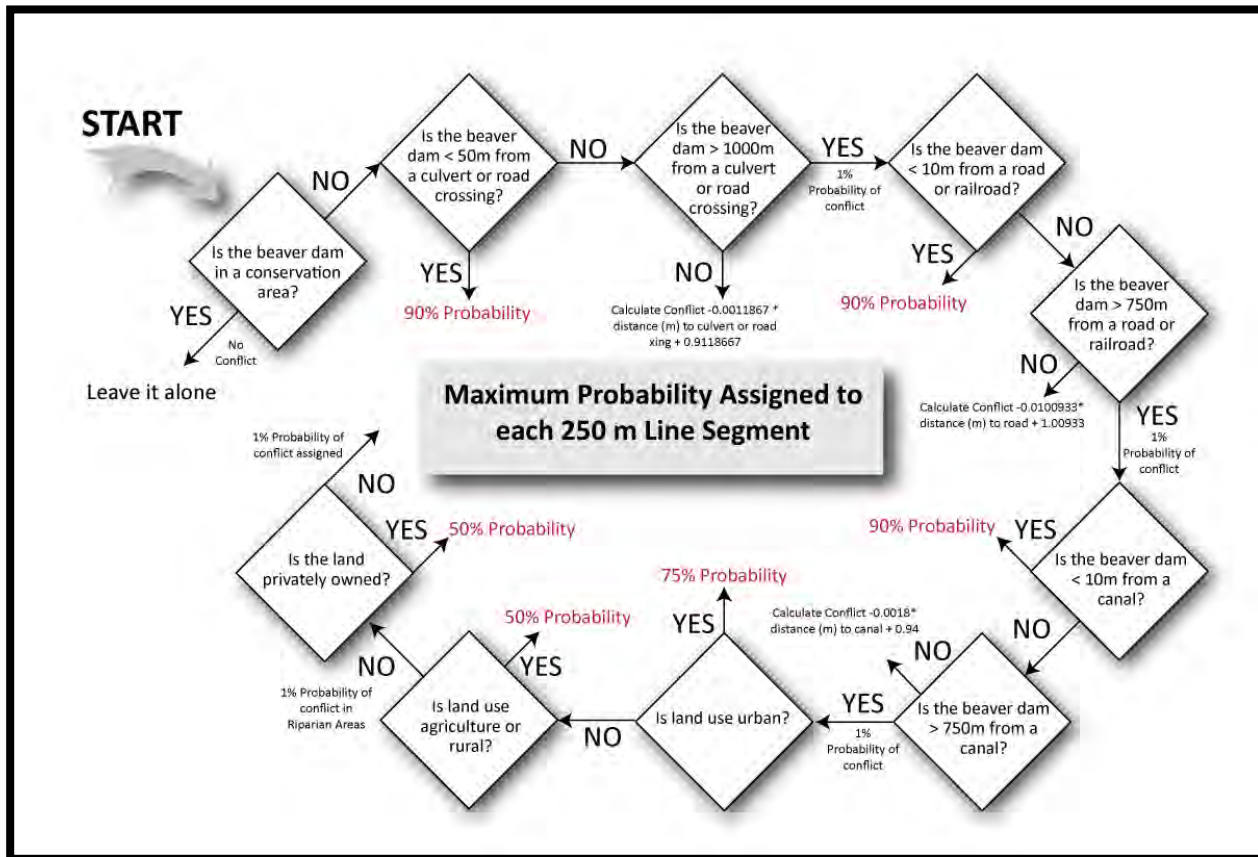 START
Is the beaver dam
in a conservation
area?
YES
No
Conflict
Leave it alone
NO
Is the beaver
dam < 50m from
a culvert or road
crossing?
YES
90% Probability
NO
Is the beaver
dam > 1000m
from a culvert
or road
crossing?
NO
Calculate Conflict -0.0011867 *
distance (m) to culvert or road
xing + 0.9118667
YES
1%
Probability of
conflict
Is the beaver dam
< 10m from a road
or railroad?
YES
90% Probability
NO
Is the beaver
dam > 750m
from a road or
railroad?
NO
Calculate Conflict -0.0100933*
distance (m) to road + 1.00933
YES
1%
Probability of
conflict
Maximum Probability Assigned to
each 250 m Line Segment
Is the beaver dam
< 10m from a
canal?
YES
90% Probability
NO
Is the beaver dam
> 750m from a
canal?
NO
Calculate Conflict -0.0018*
distance (m) to canal + 0.94
YES
1%
Probability of
conflict
Is land use urban?
YES
75% Probability
NO
Is land use
agriculture or
rural?
YES
50% Probability
NO
1% Probability of
conflict in
Riparian Areas
Is the land
privately owned?
YES
50% Probability
NO
1% Probability of
conflict assigned